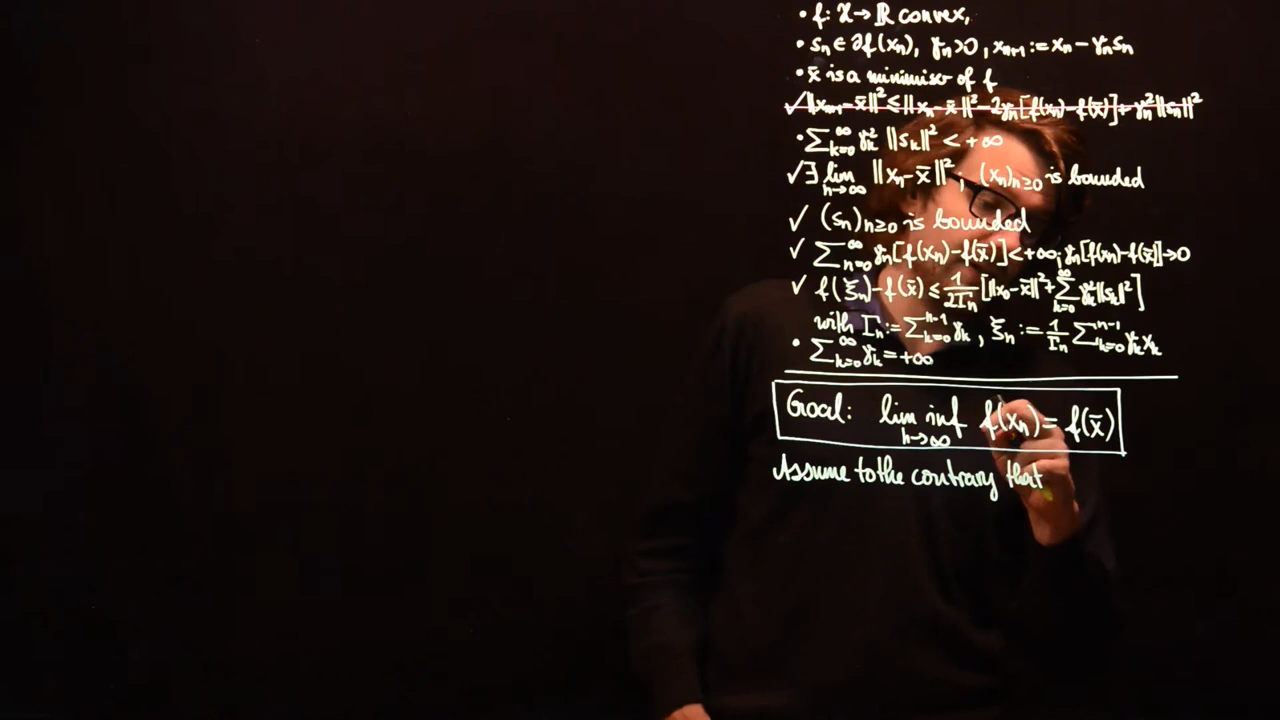 • f: X → ℝ convex,
• sₙ ∈ ∂f(xₙ), γₙ>0, xₙ₊₁ := xₙ − γₙsₙ
• x̄ is a minimiser of f
✓ ‖xₙ₊₁−x̄‖² ≤ ‖xₙ−x̄‖² − 2γₙ[f(xₙ)−f(x̄)] + γₙ²‖sₙ‖²
• ∑_{k=0}^∞ γₖ² ‖sₖ‖² < +∞
✓ ∃ lim_{n→∞} ‖xₙ−x̄‖², (xₙ)_{n≥0} is bounded
✓ (sₙ)_{n≥0} is bounded
✓ ∑_{n=0}^∞ γₙ[f(xₙ)−f(x̄)] < +∞; γₙ[f(xₙ)−f(x̄)]→0
✓ f(ξₙ)−f(x̄) ≤ 1/(2Γₙ) [‖x₀−x̄‖² + ∑_{k=0}^∞ γₖ²‖sₖ‖²]
with Γₙ := ∑_{k=0}^{n-1} γₖ, ξₙ := 1/Γₙ ∑_{k=0}^{n-1} γₖxₖ
• ∑_{k=0}^∞ γₖ = +∞
Goal: lim inf_{n→∞} f(xₙ) = f(x̄)
Assume to the contrary that